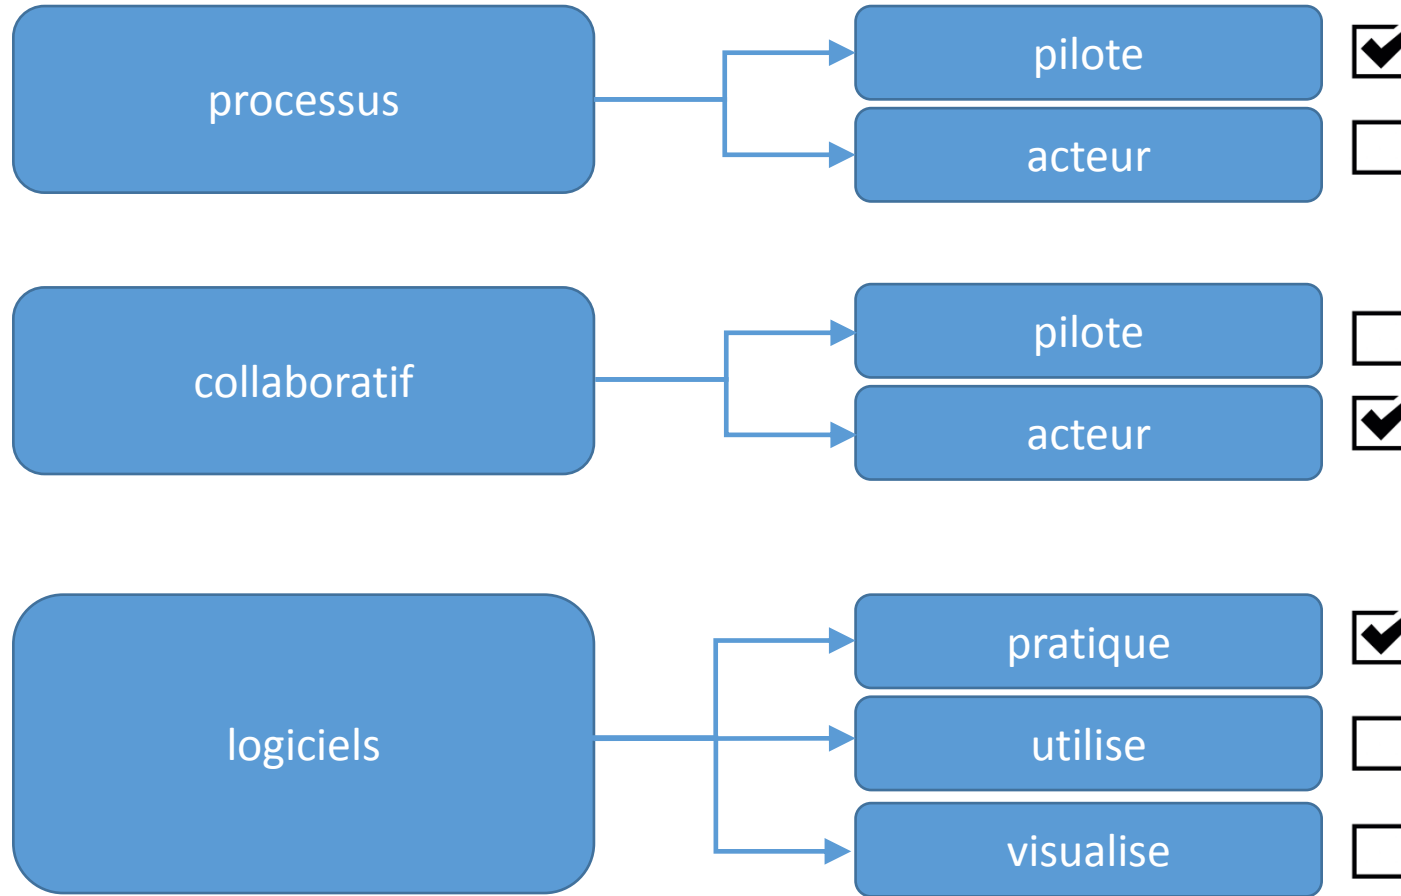 processus
pilote
acteur
collaboratif
pilote
acteur
logiciels
pratique
utilise
visualise